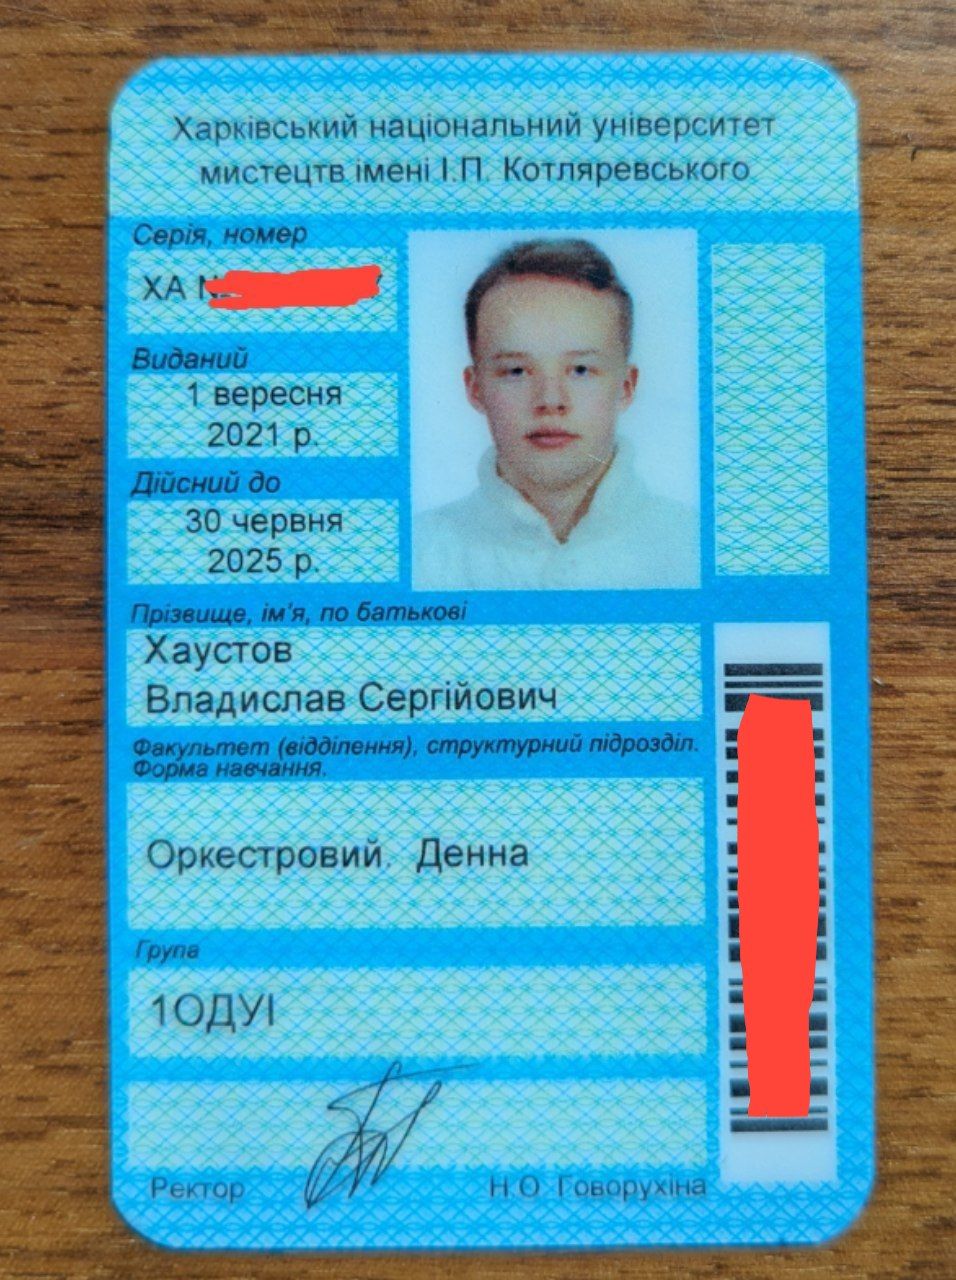 Харківський національний університет
мистецтв імені І.П. Котляревського
Серія, номер
ХА
Виданий
1 вересня
2021 р.
Дійсний до
30 червня
2025 р.
Прізвище, ім'я, по батькові
Хаустов
Владислав Сергійович
Факультет (відділення), структурний підрозділ.
Форма навчання.
Оркестровий. Денна
Група
1ОДУІ
Ректор Н.О. Говорухіна